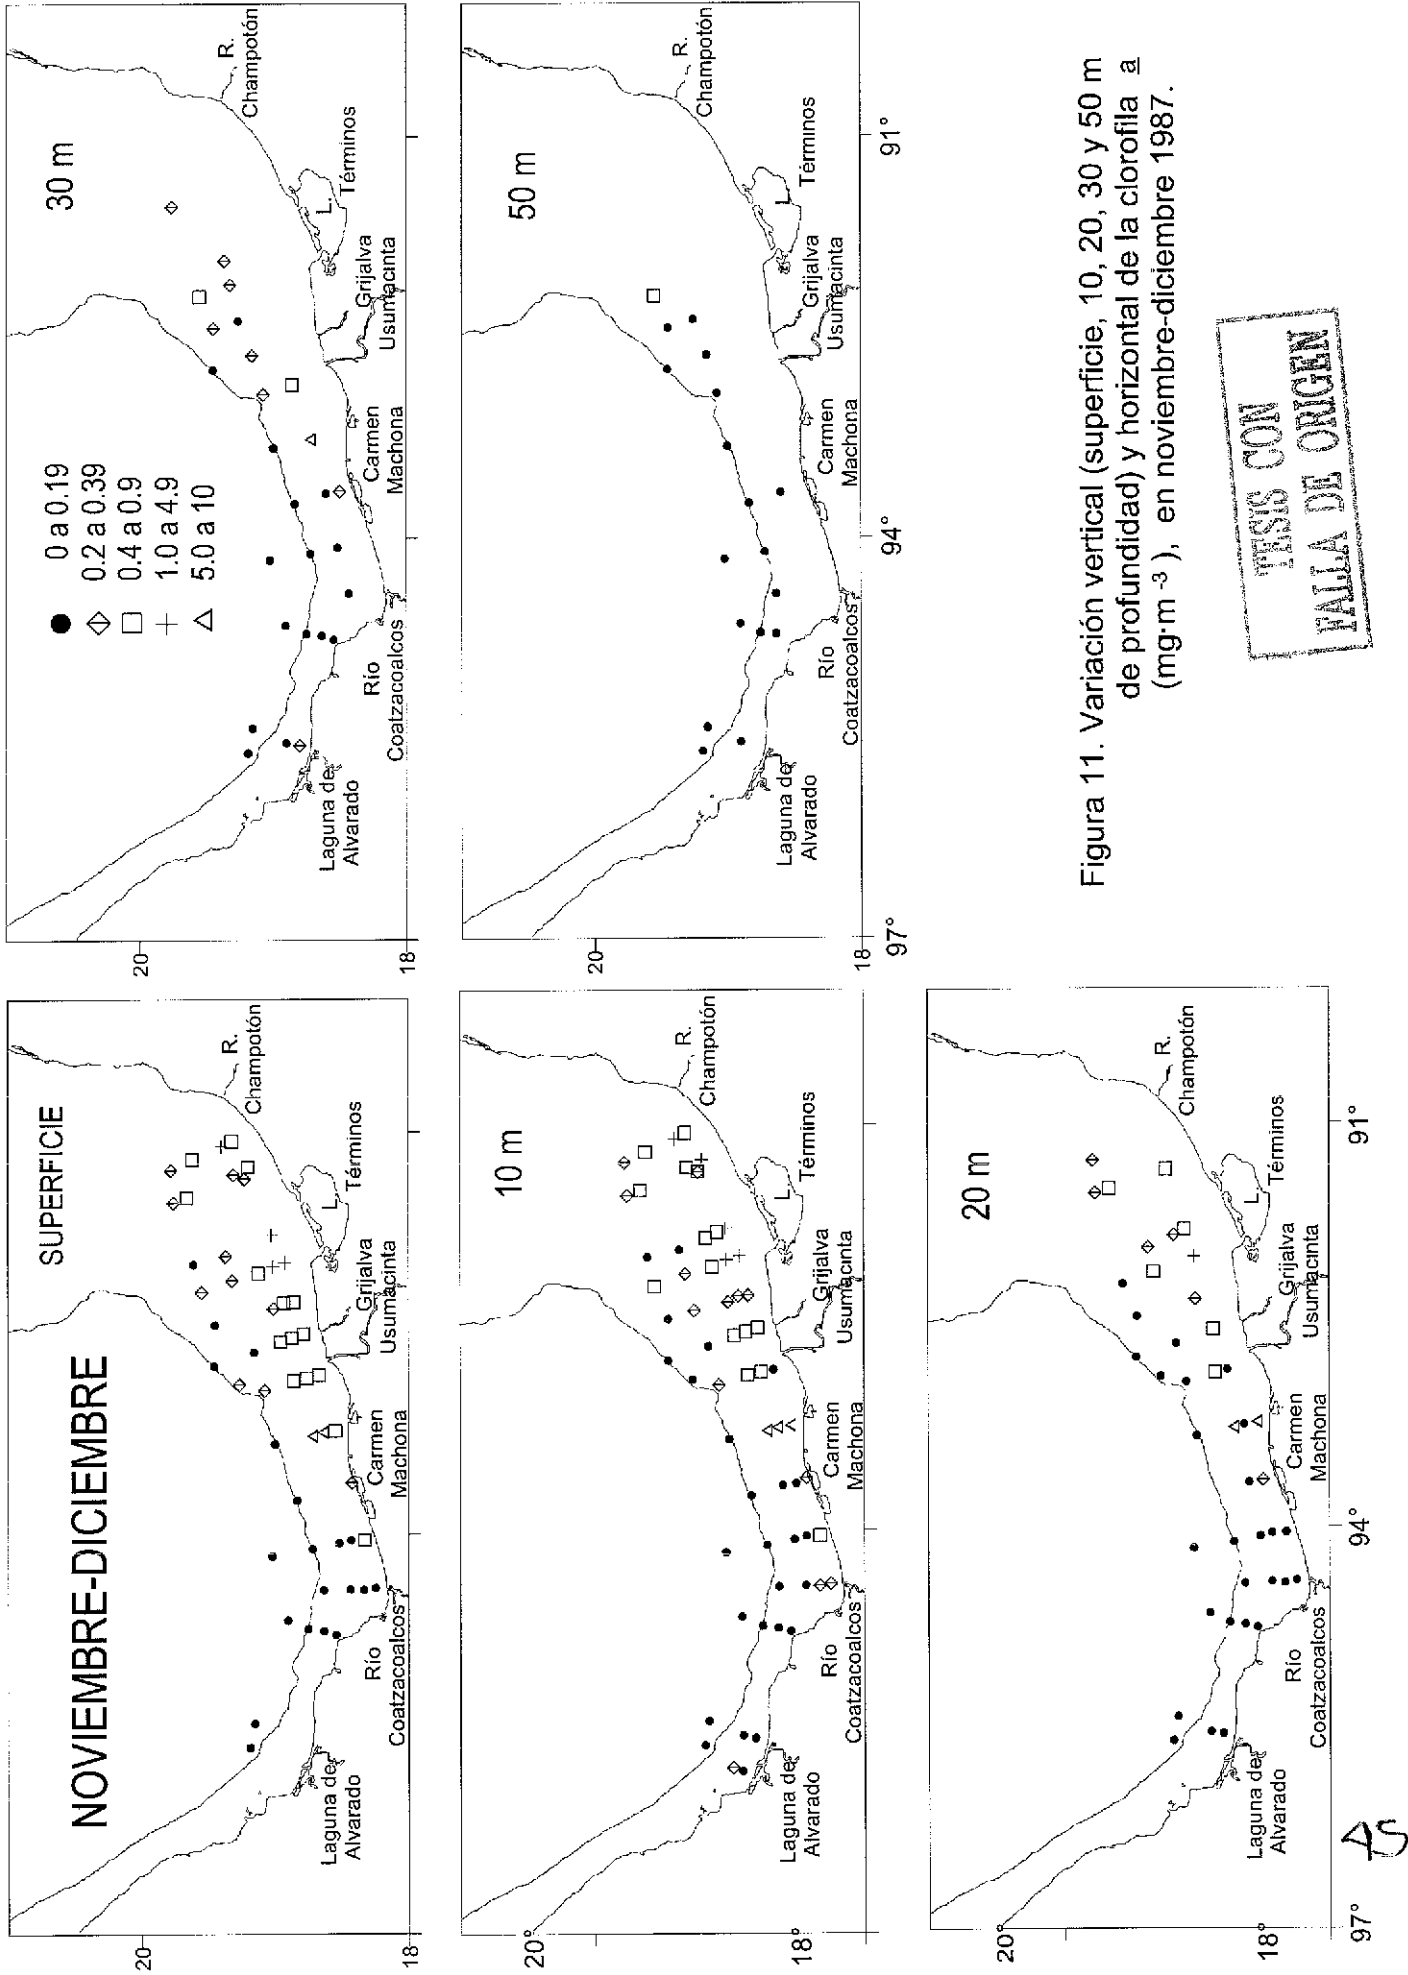 NOVIEMBRE-DICIEMBRE
SUPERFICIE
20
18
R.
Champotón
L.
Términos
Grijalva
Usumacinta
Carmen
Machona
Río
Coatzacoalcos
Laguna de
Alvarado
10 m
20°
18°
R.
Champotón
L.
Términos
Grijalva
Usumacinta
Carmen
Machona
Río
Coatzacoalcos
Laguna de
Alvarado
20 m
20°
18°
R.
Champotón
L.
Términos
Grijalva
Usumacinta
Carmen
Machona
Río
Coatzacoalcos
Laguna de
Alvarado
97°
94°
91°
30 m
0 a 0.19
0.2 a 0.39
0.4 a 0.9
1.0 a 4.9
5.0 a 10
20
18
R.
Champotón
L.
Términos
Grijalva
Usumacinta
Carmen
Machona
Río
Coatzacoalcos
Laguna de
Alvarado
50 m
20
18
R.
Champotón
L.
Términos
Grijalva
Usumacinta
Carmen
Machona
Río
Coatzacoalcos
Laguna de
Alvarado
97°
94°
91°
Figura 11. Variación vertical (superficie, 10, 20, 30 y 50 m
de profundidad) y horizontal de la clorofila a
(mg·m⁻³ ), en noviembre-diciembre 1987.
TESIS CON
FALLA DE ORIGEN
45